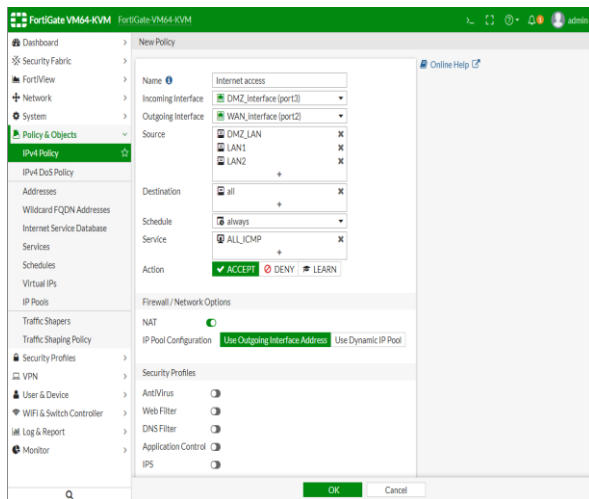 FortiGate VM64-KVM FortiGate-VM64-KVM
admin
Dashboard
Security Fabric
FortiView
Network
System
Policy & Objects
IPv4 Policy
IPv4 DoS Policy
Addresses
Wildcard FQDN Addresses
Internet Service Database
Services
Schedules
Virtual IPs
IP Pools
Traffic Shapers
Traffic Shaping Policy
Security Profiles
VPN
User & Device
WiFi & Switch Controller
Log & Report
Monitor
New Policy
Name Internet access
Incoming Interface DMZ_interface (port3)
Outgoing Interface WAN_interface (port2)
Source DMZ_LAN
LAN1
LAN2
+
Destination all
+
Schedule always
Service ALL_ICMP
+
Action ACCEPT DENY LEARN
Firewall / Network Options
NAT
IP Pool Configuration Use Outgoing Interface Address Use Dynamic IP Pool
Security Profiles
AntiVirus
Web Filter
DNS Filter
Application Control
IPS
OK Cancel
Online Help